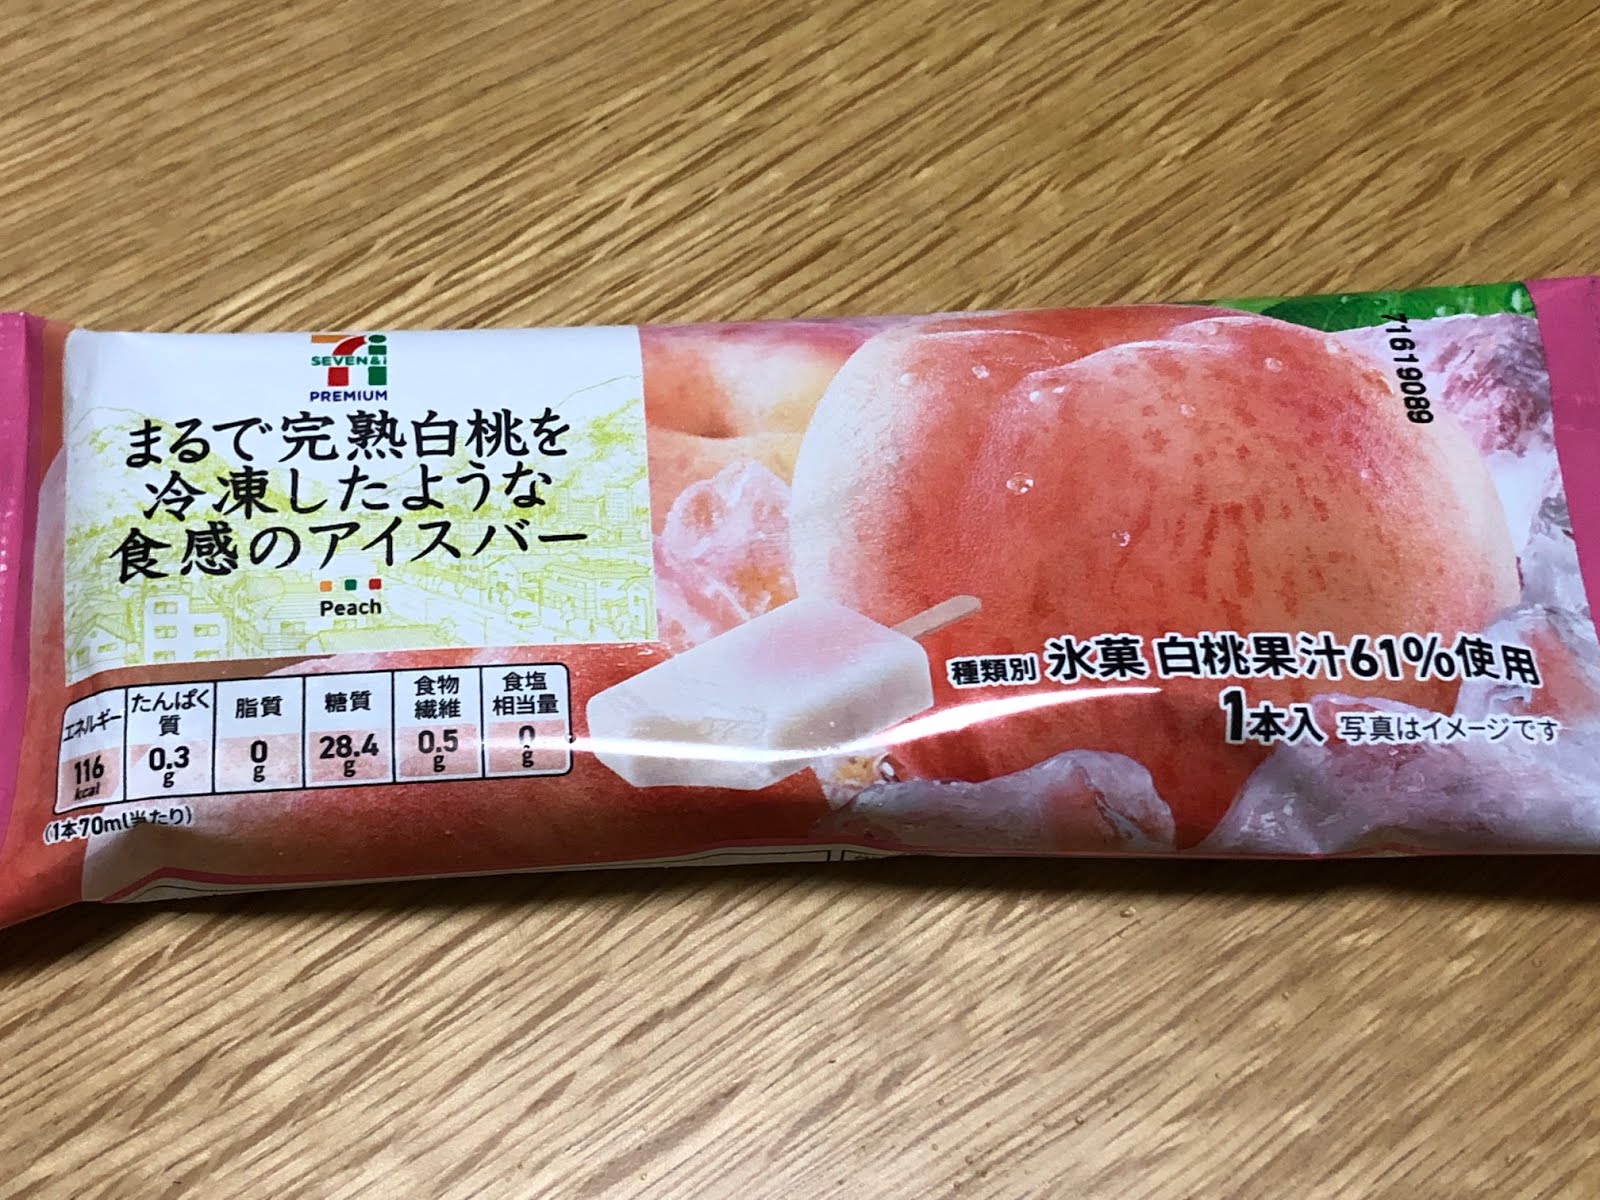 SEVEN&i
PREMIUM
まるで完熟白桃を
冷凍したような
食感のアイスバー
Peach
エネルギー
116
kcal
たんぱく
質
0.3
g
脂質
0
g
糖質
28.4
g
食物
繊維
0.5
g
食塩
相当量
0
g
(1本70ml当たり)
71619089
種類別 氷菓 白桃果汁61%使用
1本入 写真はイメージです